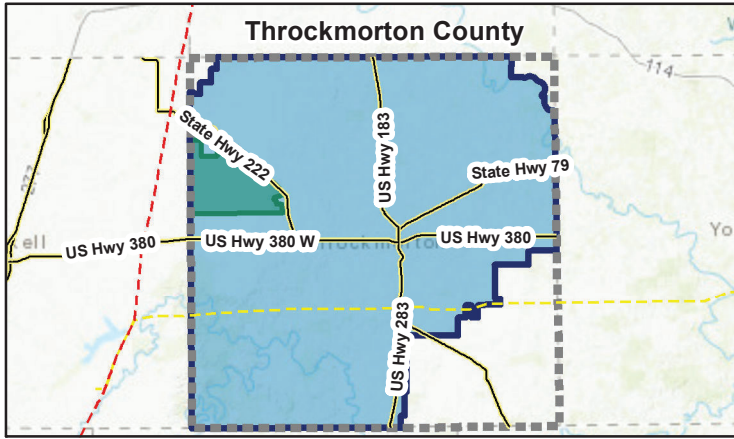 Throckmorton County
114
State Hwy 222
US Hwy 183
State Hwy 79
US Hwy 380
US Hwy 380 W
US Hwy 380
US Hwy 283